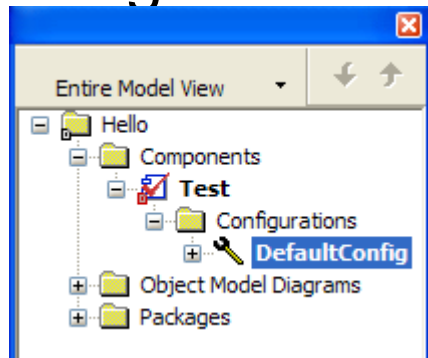 Entire Model View
Hello
Components
Test
Configurations
DefaultConfig
Object Model Diagrams
Packages